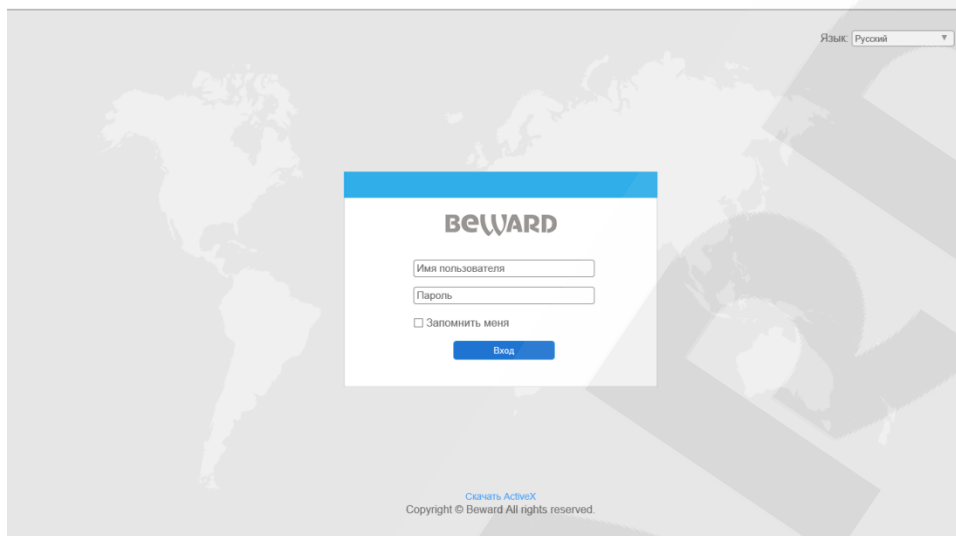 Язык: Русский
BEWARD
Имя пользователя
Пароль
Запомнить меня
Вход
Скачать ActiveX
Copyright © Beward All rights reserved.